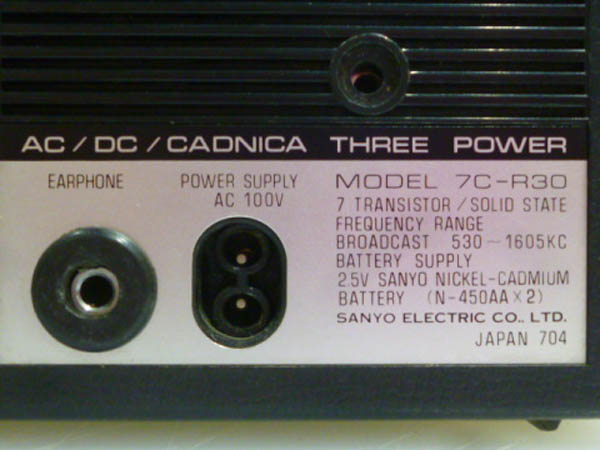 AC / DC / CADNICA THREE POWER
EARPHONE
POWER SUPPLY
AC 100V
MODEL 7C-R30
7 TRANSISTOR / SOLID STATE
FREQUENCY RANGE
BROADCAST 530~1605KC
BATTERY SUPPLY
2.5V SANYO NICKEL-CADMIUM
BATTERY (N-450AA×2)
SANYO ELECTRIC CO., LTD.
JAPAN 704